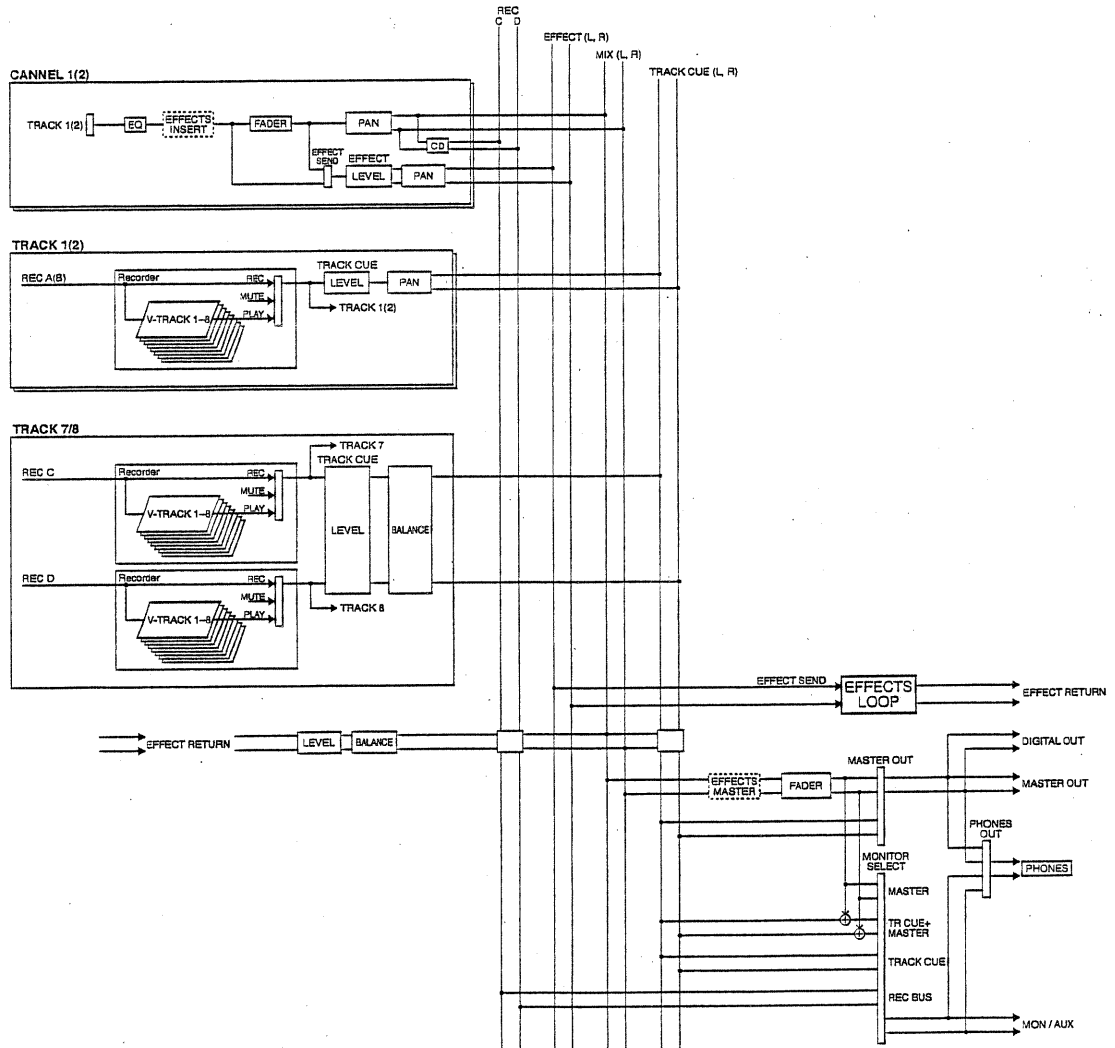 REC
C D
EFFECT (L, R)
MIX (L, R)
TRACK CUE (L, R)
CANNEL 1(2)
TRACK 1(2)
EQ
EFFECTS
INSERT
FADER
PAN
CD
EFFECT
SEND
EFFECT
LEVEL
PAN
TRACK 1(2)
REC A(B)
Recorder
REC
MUTE
V-TRACK 1–8
PLAY
TRACK CUE
LEVEL
PAN
TRACK 1(2)
TRACK 7/8
TRACK 7
TRACK CUE
REC C
Recorder
REC
MUTE
V-TRACK 1–8
PLAY
LEVEL
BALANCE
REC D
Recorder
REC
MUTE
V-TRACK 1–8
PLAY
TRACK 8
EFFECT SEND
EFFECTS
LOOP
EFFECT RETURN
EFFECT RETURN
LEVEL
BALANCE
DIGITAL OUT
MASTER OUT
EFFECTS
MASTER
FADER
MASTER OUT
PHONES
OUT
MONITOR
SELECT
PHONES
MASTER
TR CUE+
MASTER
TRACK CUE
REC BUS
MON / AUX